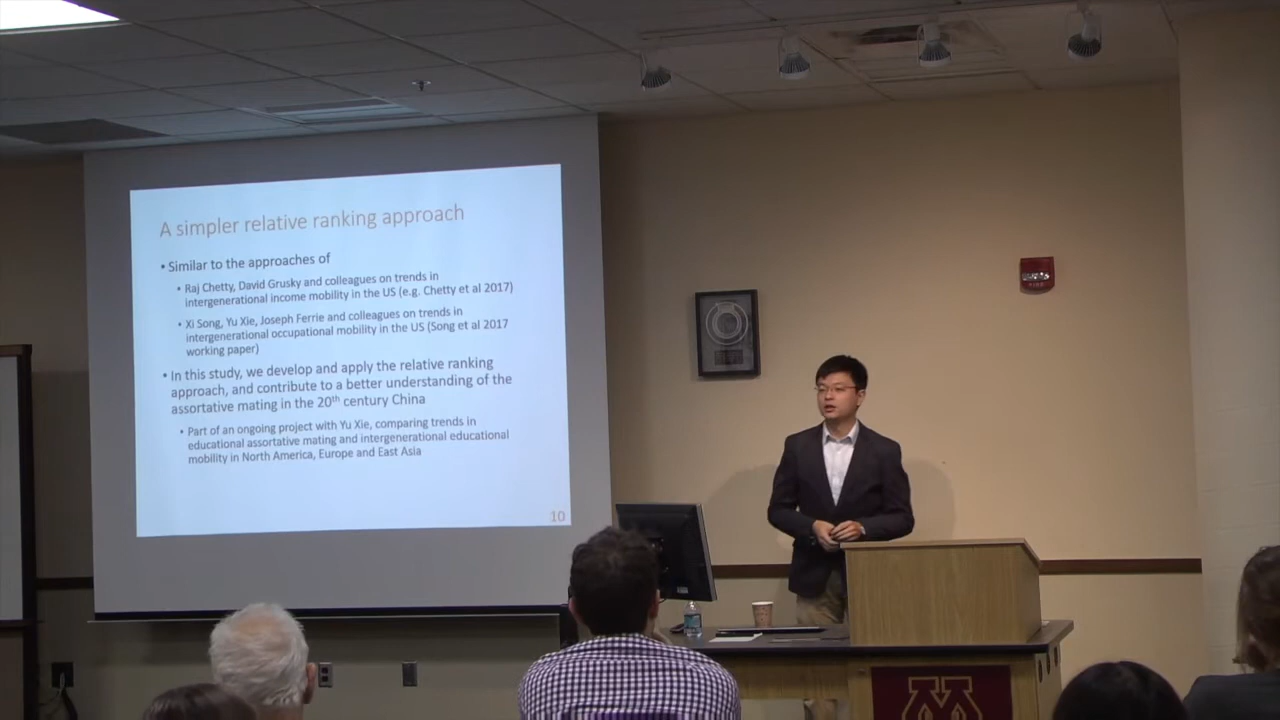 A simpler relative ranking approach
• Similar to the approaches of
• Raj Chetty, David Grusky and colleagues on trends in
intergenerational income mobility in the US (e.g. Chetty et al 2017)
• Xi Song, Yu Xie, Joseph Ferrie and colleagues on trends in
intergenerational occupational mobility in the US (Song et al 2017
working paper)
• In this study, we develop and apply the relative ranking
approach, and contribute to a better understanding of the
assortative mating in the 20th century China
• Part of an ongoing project with Yu Xie, comparing trends in
educational assortative mating and intergenerational educational
mobility in North America, Europe and East Asia
10
FIRE
M